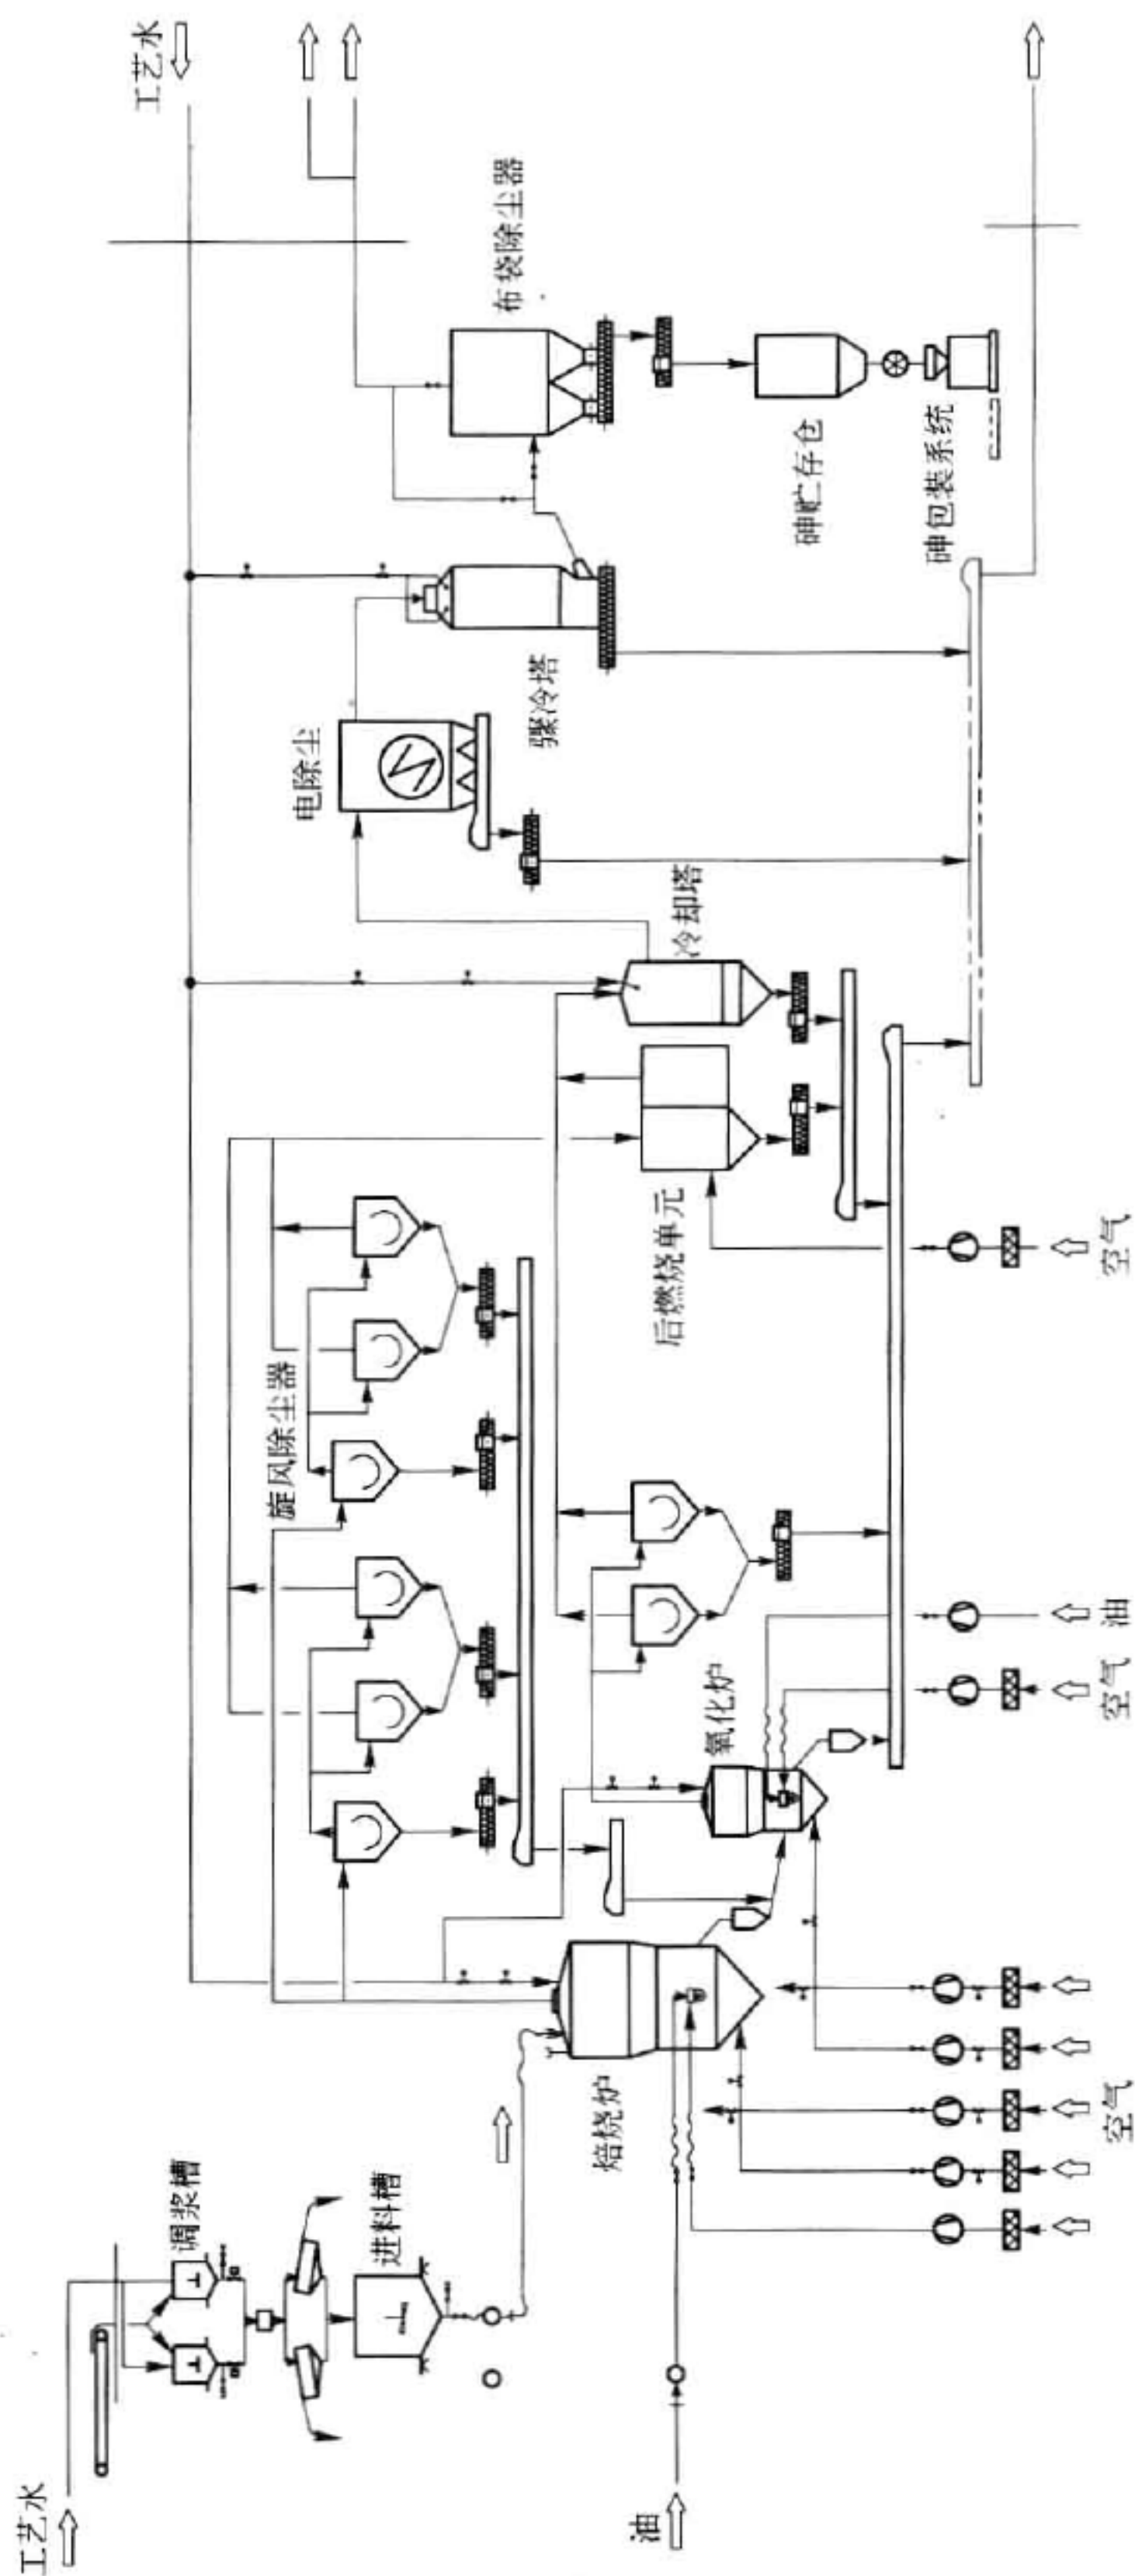 工艺水
调浆槽
进料槽
油
焙烧炉
空气
旋风除尘器
氧化炉
空气
油
后燃烧单元
空气
冷却塔
电除尘
骤冷塔
布袋除尘器
砷贮存仓
砷包装系统
工艺水